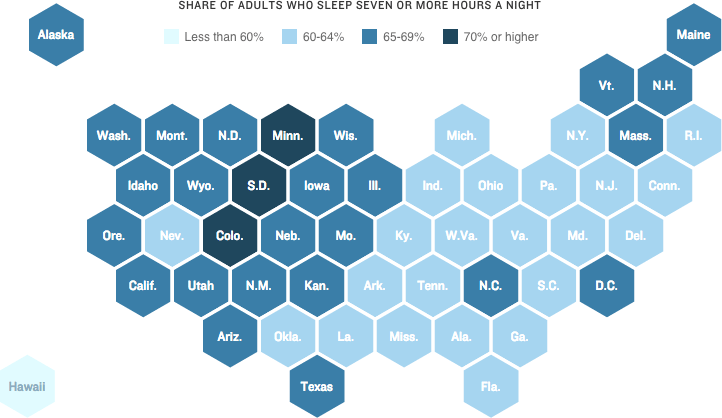 SHARE OF ADULTS WHO SLEEP SEVEN OR MORE HOURS A NIGHT
Less than 60% 60-64% 65-69% 70% or higher
Alaska Maine
Vt. N.H.
Wash. Mont. N.D. Minn. Wis. Mich. N.Y. Mass. R.I.
Idaho Wyo. S.D. Iowa Ill. Ind. Ohio Pa. N.J. Conn.
Ore. Nev. Colo. Neb. Mo. Ky. W.Va. Va. Md. Del.
Calif. Utah N.M. Kan. Ark. Tenn. N.C. S.C. D.C.
Ariz. Okla. La. Miss. Ala. Ga.
Hawaii Texas Fla.